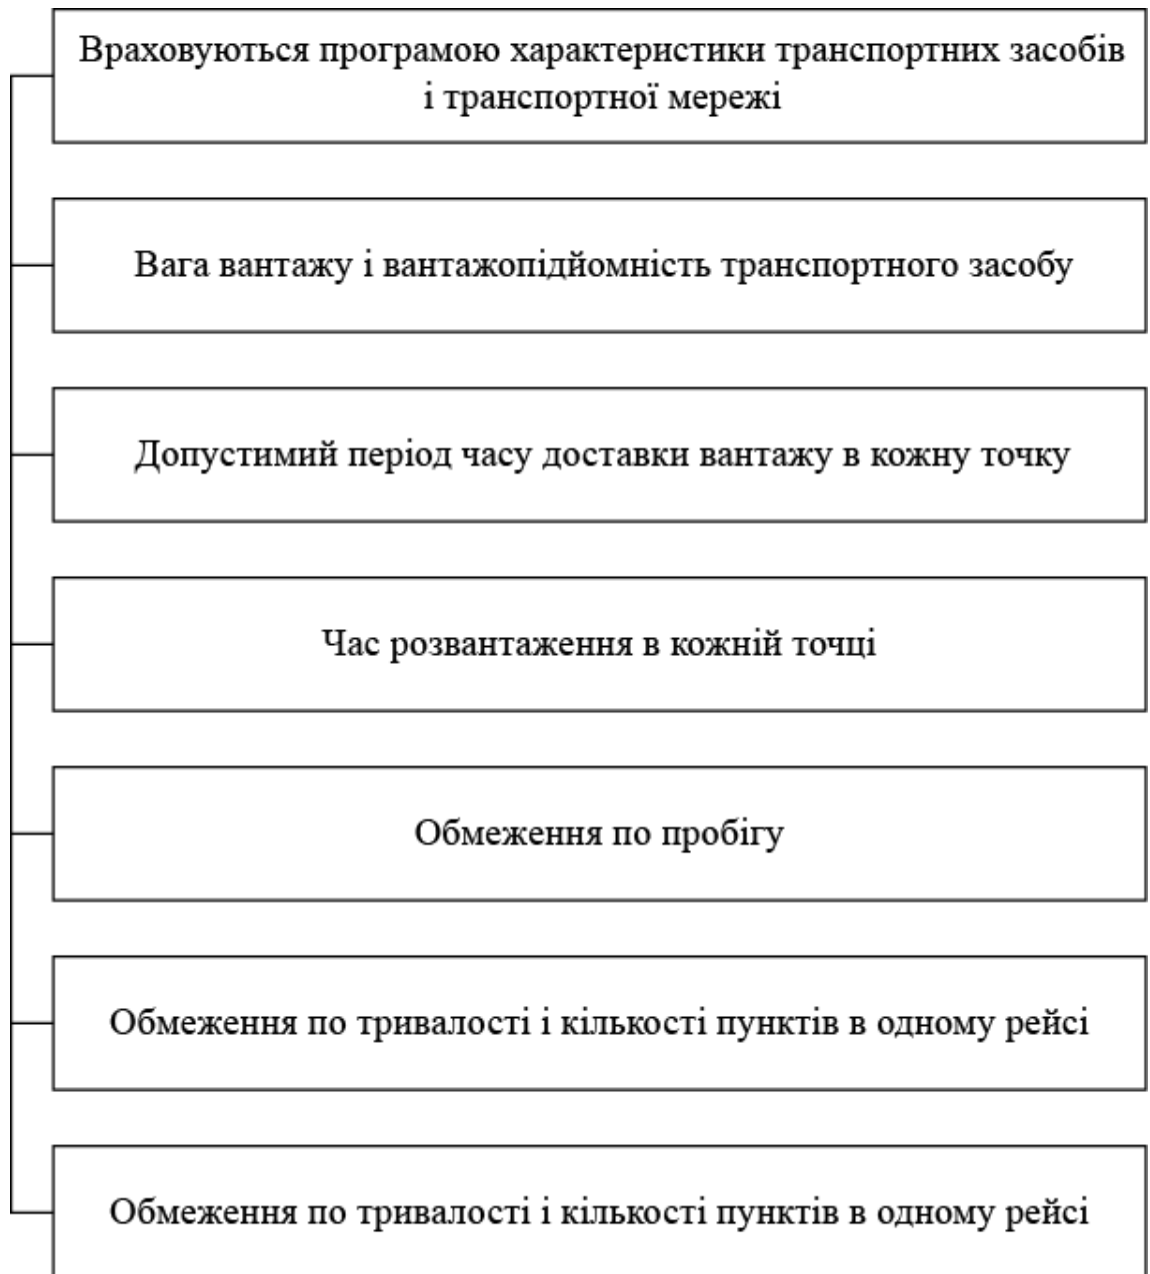 Враховуються програмою характеристики транспортних засобів
і транспортної мережі
Вага вантажу і вантажопідйомність транспортного засобу
Допустимий період часу доставки вантажу в кожну точку
Час розвантаження в кожній точці
Обмеження по пробігу
Обмеження по тривалості і кількості пунктів в одному рейсі
Обмеження по тривалості і кількості пунктів в одному рейсі